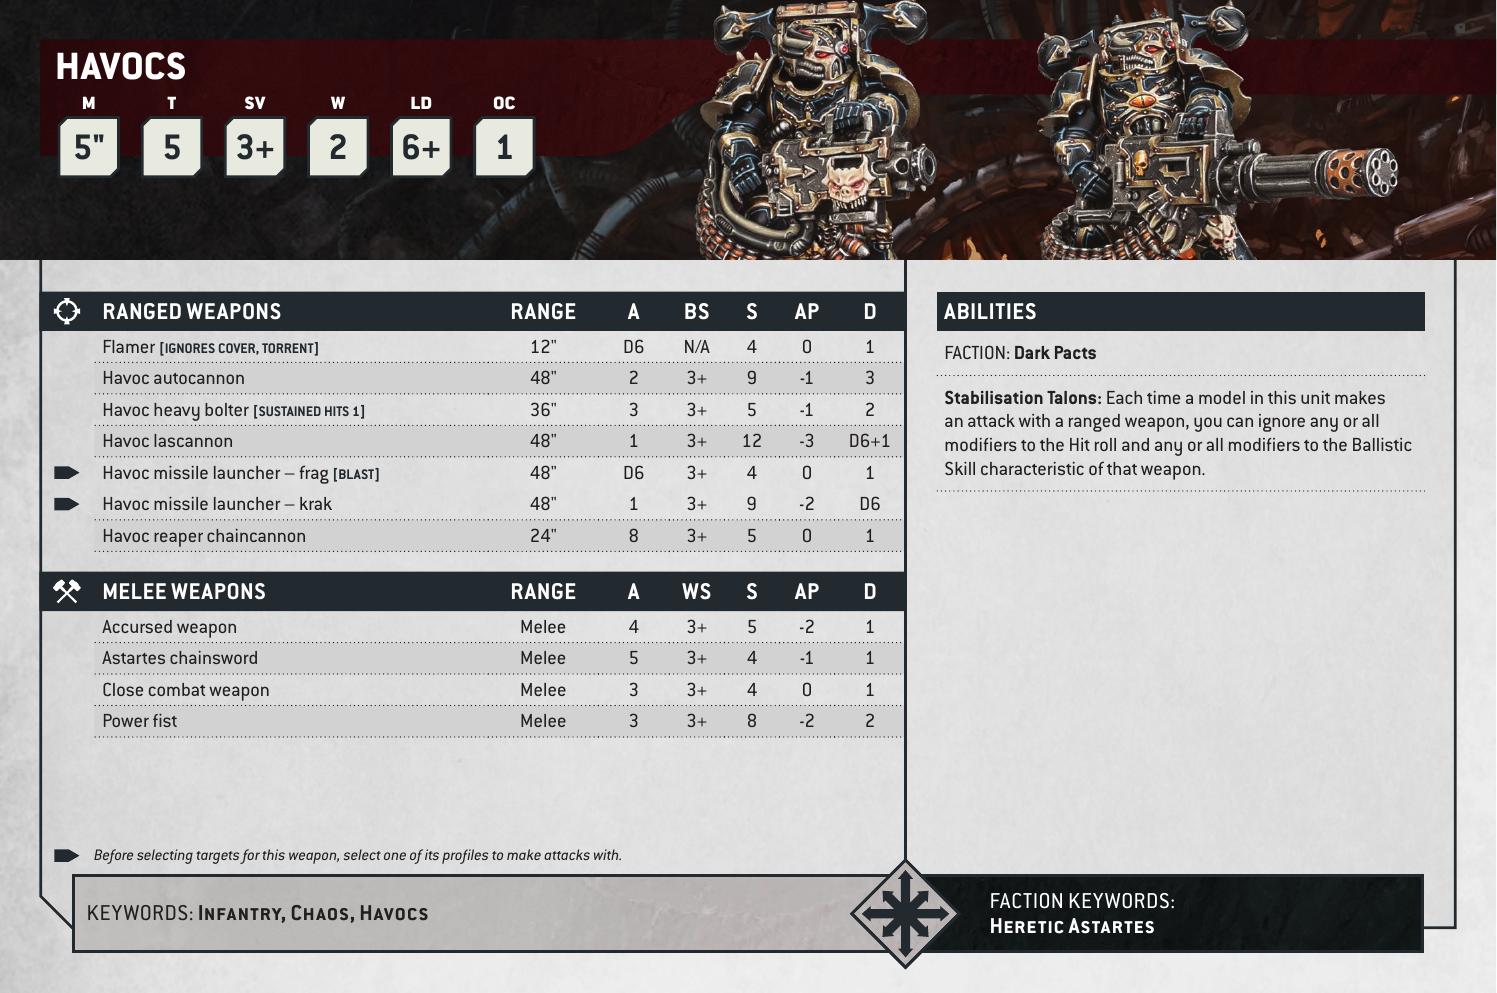 HAVOCS
M T SV W LD OC
5" 5 3+ 2 6+ 1
RANGED WEAPONS RANGE A BS S AP D
Flamer [IGNORES COVER, TORRENT] 12" D6 N/A 4 0 1
Havoc autocannon 48" 2 3+ 9 -1 3
Havoc heavy bolter [SUSTAINED HITS 1] 36" 3 3+ 5 -1 2
Havoc lascannon 48" 1 3+ 12 -3 D6+1
Havoc missile launcher – frag [BLAST] 48" D6 3+ 4 0 1
Havoc missile launcher – krak 48" 1 3+ 9 -2 D6
Havoc reaper chaincannon 24" 8 3+ 5 0 1
MELEE WEAPONS RANGE A WS S AP D
Accursed weapon Melee 4 3+ 5 -2 1
Astartes chainsword Melee 5 3+ 4 -1 1
Close combat weapon Melee 3 3+ 4 0 1
Power fist Melee 3 3+ 8 -2 2
Before selecting targets for this weapon, select one of its profiles to make attacks with.
ABILITIES
FACTION: Dark Pacts
Stabilisation Talons: Each time a model in this unit makes
an attack with a ranged weapon, you can ignore any or all
modifiers to the Hit roll and any or all modifiers to the Ballistic
Skill characteristic of that weapon.
KEYWORDS: INFANTRY, CHAOS, HAVOCS
FACTION KEYWORDS:
HERETIC ASTARTES